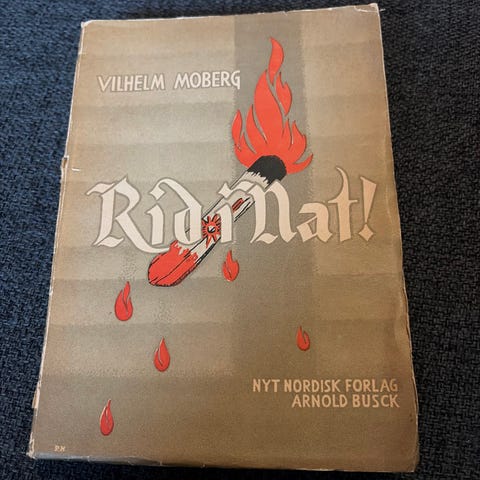 VILHELM MOBERG
Rid i Nat!
NYT NORDISK FORLAG
ARNOLD BUSCK
P.N